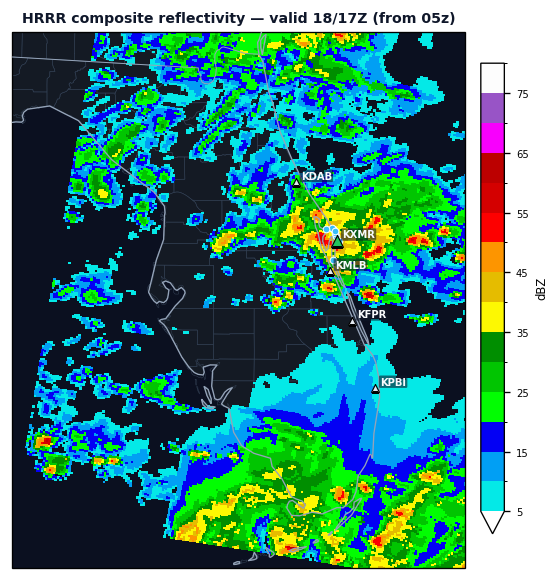 HRRR composite reflectivity — valid 18/17Z (from 05z)
KDAB
KXMR
KMLB
KFPR
KPBI
75
65
55
45
35
25
15
5
dBZ